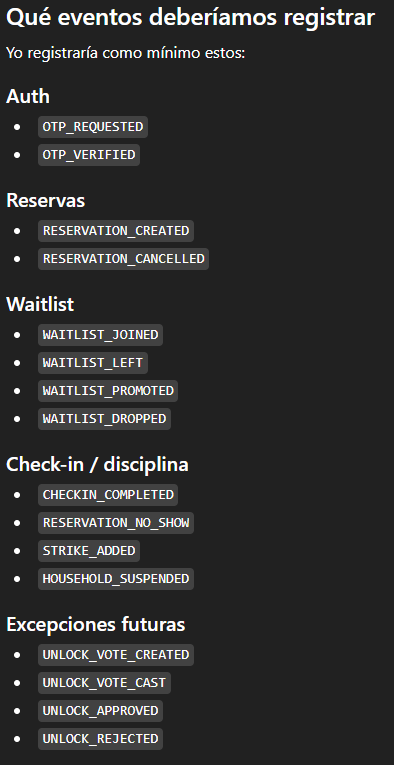 Qué eventos deberíamos registrar
Yo registraría como mínimo estos:
Auth
• OTP_REQUESTED
• OTP_VERIFIED
Reservas
• RESERVATION_CREATED
• RESERVATION_CANCELLED
Waitlist
• WAITLIST_JOINED
• WAITLIST_LEFT
• WAITLIST_PROMOTED
• WAITLIST_DROPPED
Check-in / disciplina
• CHECKIN_COMPLETED
• RESERVATION_NO_SHOW
• STRIKE_ADDED
• HOUSEHOLD_SUSPENDED
Excepciones futuras
• UNLOCK_VOTE_CREATED
• UNLOCK_VOTE_CAST
• UNLOCK_APPROVED
• UNLOCK_REJECTED